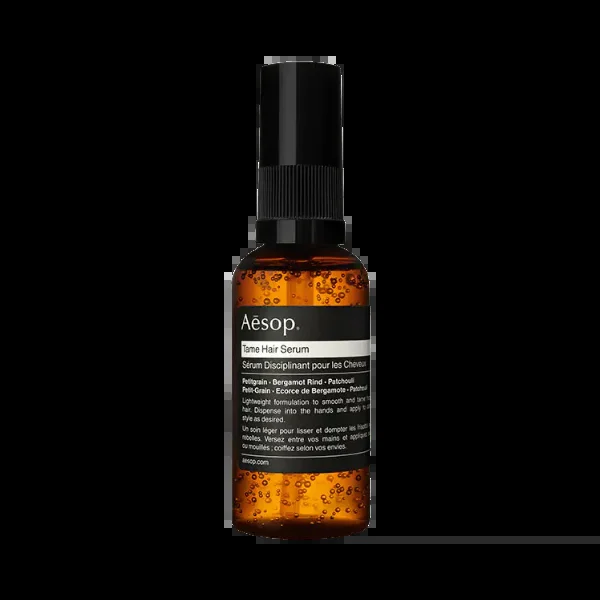 Aēsop.
Tame Hair Serum
Sérum Disciplinant pour les Cheveux
Petitgrain - Bergamot Rind - Patchouli
Petit-Grain - Ecorce de Bergamote - Patchouli
Lightweight formulation to smooth and tame
hair. Dispense into the hands and apply to
style as desired.
Un soin léger pour lisser et dompter les
rebelles. Versez entre vos mains et appliquez
ou mouillés; coiffez selon vos envies.
aesop.com